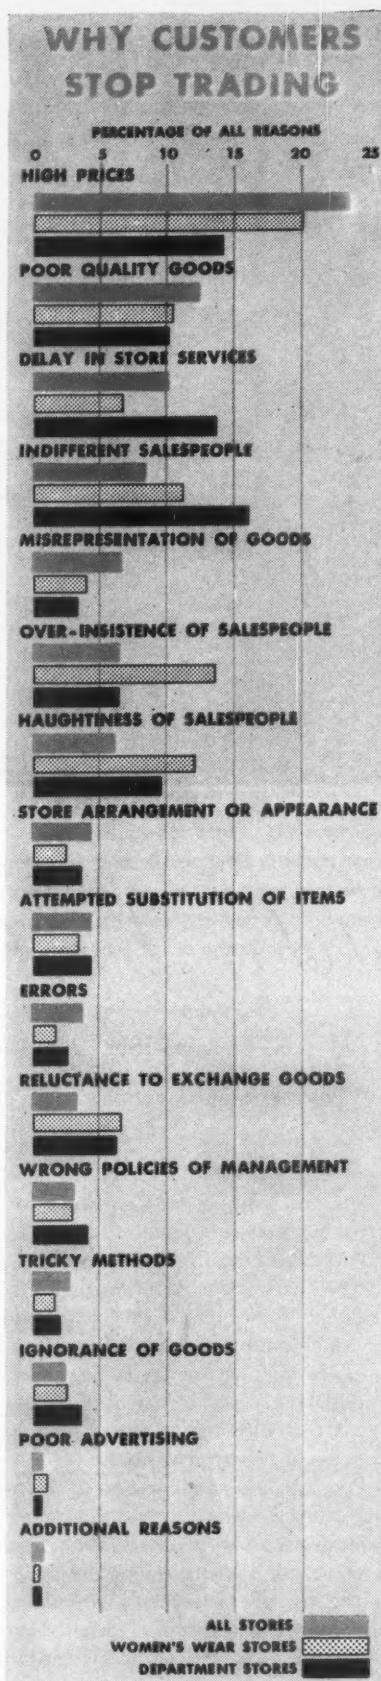 WHY CUSTOMERS
STOP TRADING
PERCENTAGE OF ALL REASONS
0 5 10 15 20 25
HIGH PRICES
POOR QUALITY GOODS
DELAY IN STORE SERVICES
INDIFFERENT SALESPEOPLE
MISREPRESENTATION OF GOODS
OVER-INSISTENCE OF SALESPEOPLE
HAUGHTINESS OF SALESPEOPLE
STORE ARRANGEMENT OR APPEARANCE
ATTEMPTED SUBSTITUTION OF ITEMS
ERRORS
RELUCTANCE TO EXCHANGE GOODS
WRONG POLICIES OF MANAGEMENT
TRICKY METHODS
IGNORANCE OF GOODS
POOR ADVERTISING
ADDITIONAL REASONS
ALL STORES
WOMEN'S WEAR STORES
DEPARTMENT STORES